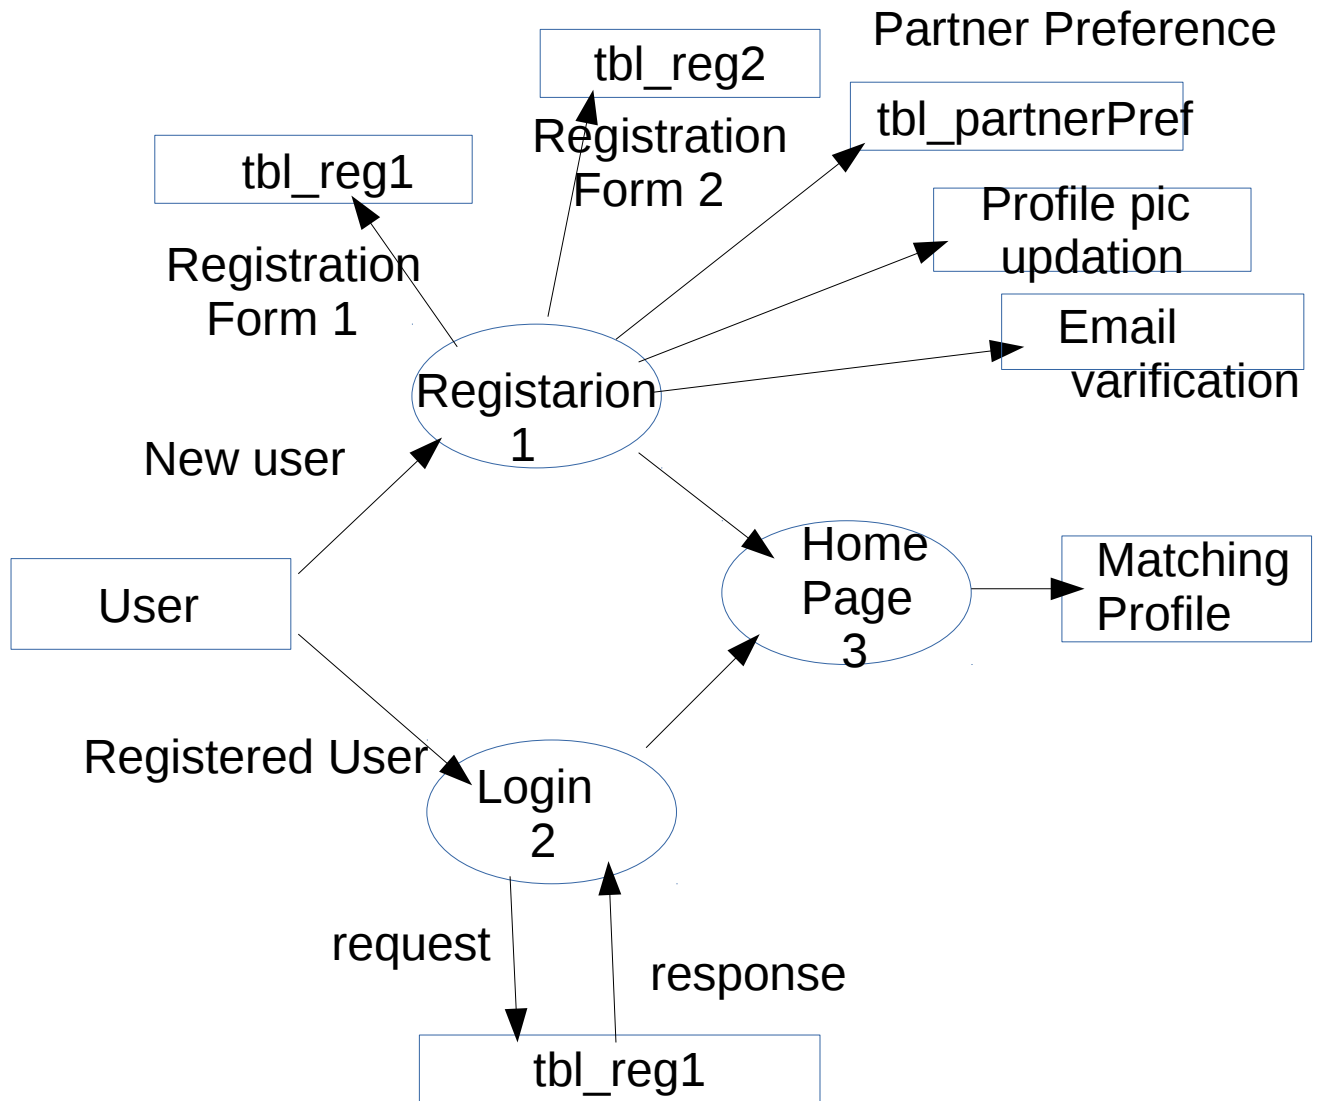 Partner Preference
tbl_reg2
tbl_partnerPref
Registration
Form 2
tbl_reg1
Profile pic
updation
Registration
Form 1
Email
varification
Registarion
1
New user
Home
Page
3
Matching
Profile
User
Registered User
Login
2
request
response
tbl_reg1